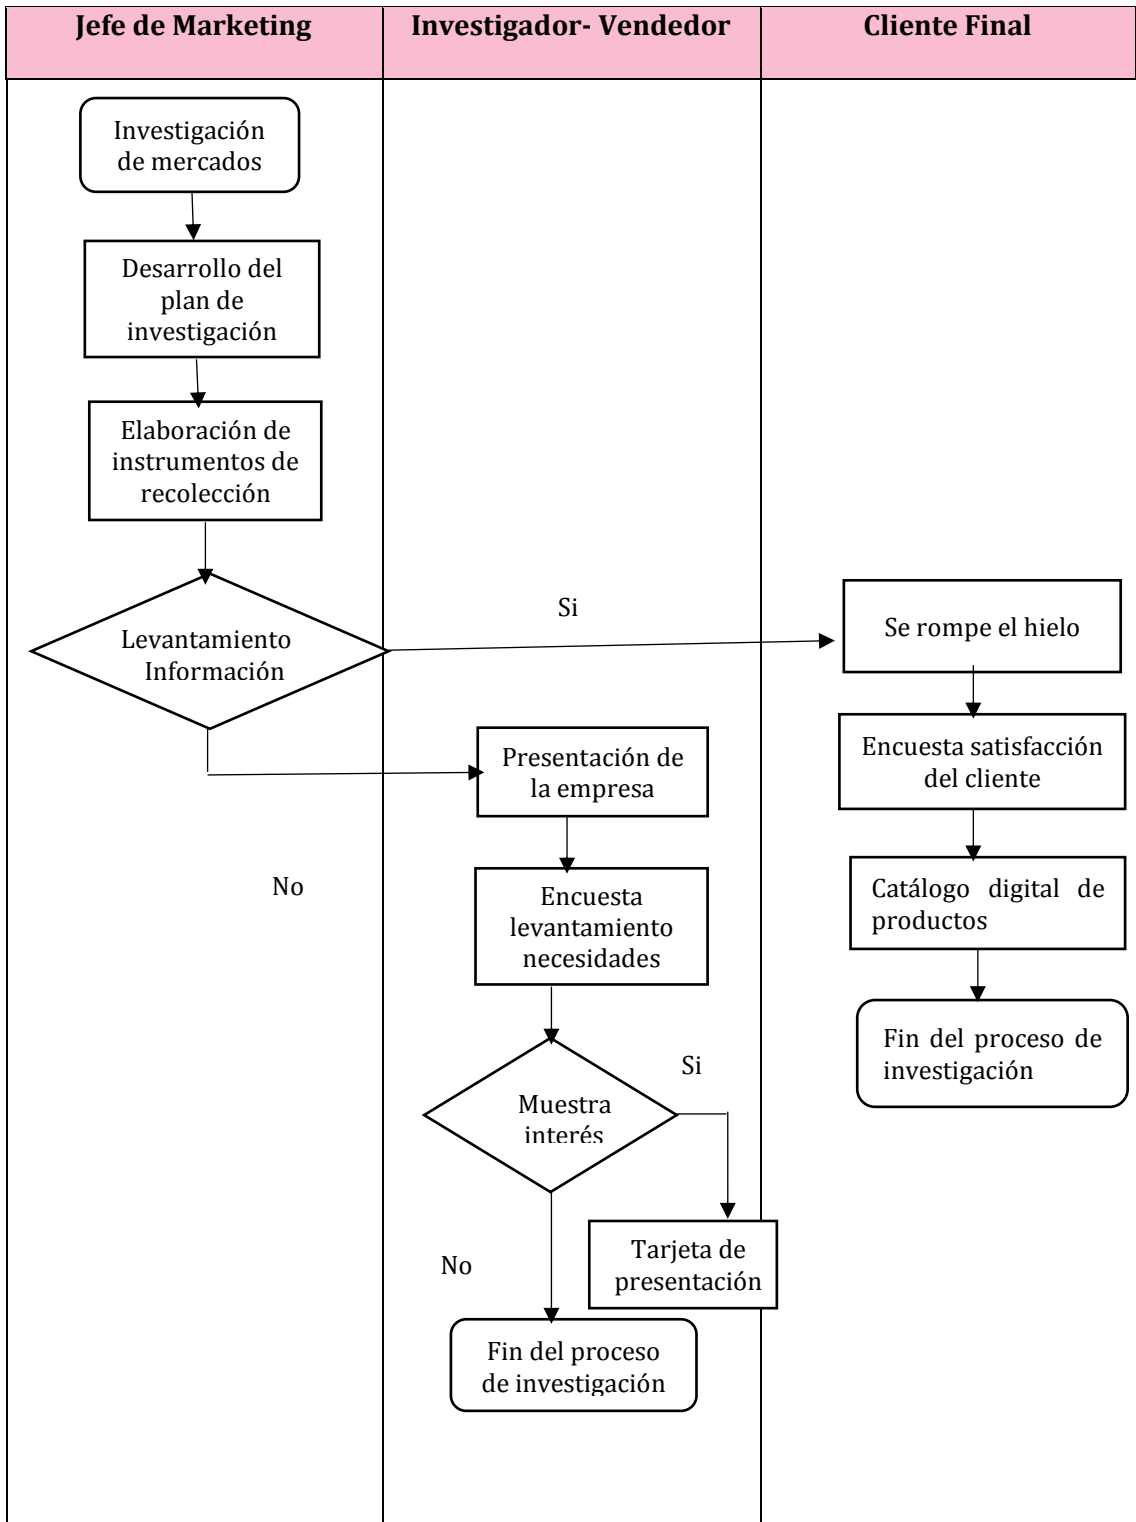 Jefe de Marketing
Investigador- Vendedor
Cliente Final
Investigación
de mercados
Desarrollo del
plan de
investigación
Elaboración de
instrumentos de
recolección
Levantamiento
Información
Si
No
Presentación de
la empresa
Encuesta
levantamiento
necesidades
Muestra
interés
Si
No
Tarjeta de
presentación
Fin del proceso
de investigación
Se rompe el hielo
Encuesta satisfacción
del cliente
Catálogo digital de
productos
Fin del proceso de
investigación